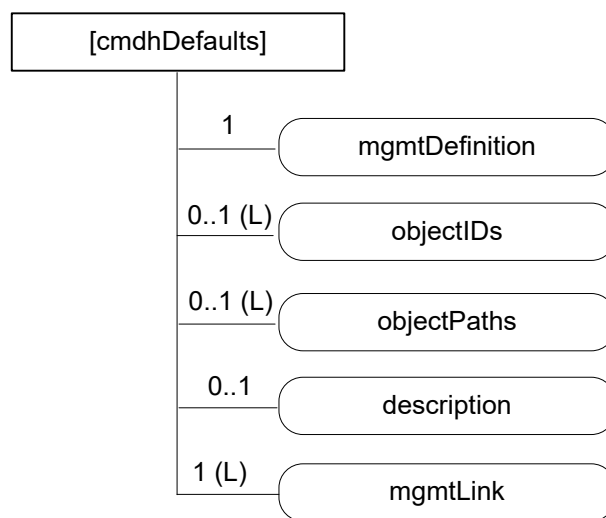 [cmdhDefaults]
1
mgmtDefinition
0..1 (L)
objectIDs
0..1 (L)
objectPaths
0..1
description
1 (L)
mgmtLink